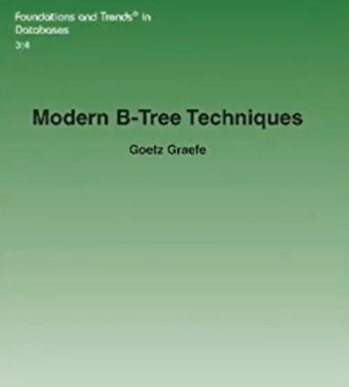 Foundations and Trends® in
Databases
3:4
Modern B-Tree Techniques
Goetz Graefe